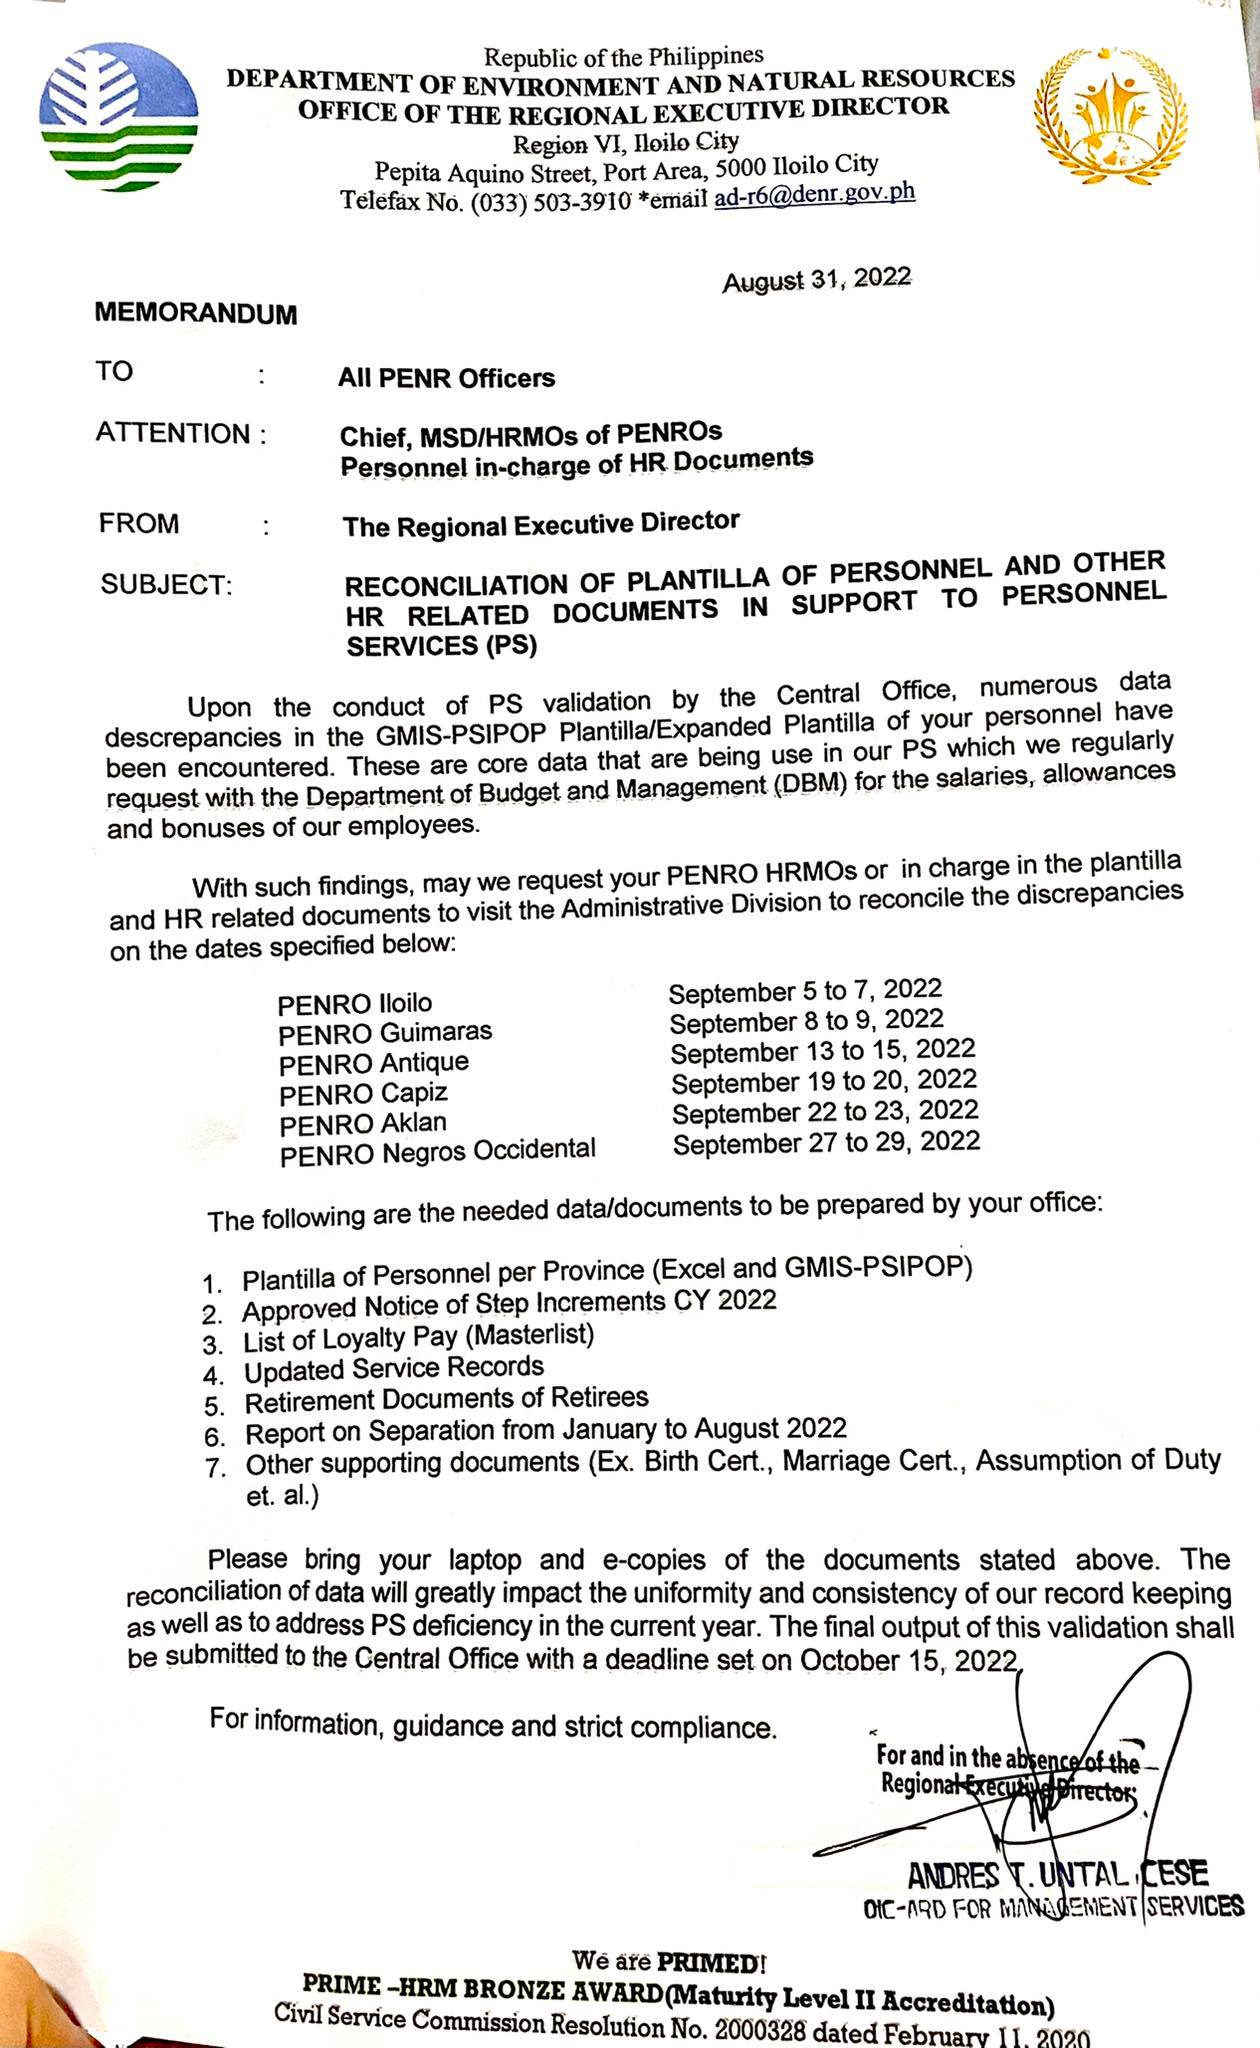 Republic of the Philippines
DEPARTMENT OF ENVIRONMENT AND NATURAL RESOURCES
OFFICE OF THE REGIONAL EXECUTIVE DIRECTOR
Region VI, Iloilo City
Pepita Aquino Street, Port Area, 5000 Iloilo City
Telefax No. (033) 503-3910 *email ad-r6@denr.gov.ph
August 31, 2022
MEMORANDUM
TO : All PENR Officers
ATTENTION : Chief, MSD/HRMOs of PENROs
Personnel in-charge of HR Documents
FROM : The Regional Executive Director
SUBJECT: RECONCILIATION OF PLANTILLA OF PERSONNEL AND OTHER
HR RELATED DOCUMENTS IN SUPPORT TO PERSONNEL
SERVICES (PS)
Upon the conduct of PS validation by the Central Office, numerous data
descrepancies in the GMIS-PSIPOP Plantilla/Expanded Plantilla of your personnel have
been encountered. These are core data that are being use in our PS which we regularly
request with the Department of Budget and Management (DBM) for the salaries, allowances
and bonuses of our employees.
With such findings, may we request your PENRO HRMOs or in charge in the plantilla
and HR related documents to visit the Administrative Division to reconcile the discrepancies
on the dates specified below:
PENRO Iloilo September 5 to 7, 2022
PENRO Guimaras September 8 to 9, 2022
PENRO Antique September 13 to 15, 2022
PENRO Capiz September 19 to 20, 2022
PENRO Aklan September 22 to 23, 2022
PENRO Negros Occidental September 27 to 29, 2022
The following are the needed data/documents to be prepared by your office:
1. Plantilla of Personnel per Province (Excel and GMIS-PSIPOP)
2. Approved Notice of Step Increments CY 2022
3. List of Loyalty Pay (Masterlist)
4. Updated Service Records
5. Retirement Documents of Retirees
6. Report on Separation from January to August 2022
7. Other supporting documents (Ex. Birth Cert., Marriage Cert., Assumption of Duty
et. al.)
Please bring your laptop and e-copies of the documents stated above. The
reconciliation of data will greatly impact the uniformity and consistency of our record keeping
as well as to address PS deficiency in the current year. The final output of this validation shall
be submitted to the Central Office with a deadline set on October 15, 2022.
For information, guidance and strict compliance.
For and in the absence of the
Regional Executive Director:
ANDRES T. UNTAL, CESE
OIC-ARD FOR MANAGEMENT SERVICES
We are PRIMED!
PRIME -HRM BRONZE AWARD(Maturity Level II Accreditation)
Civil Service Commission Resolution No. 2000328 dated February 11, 2020